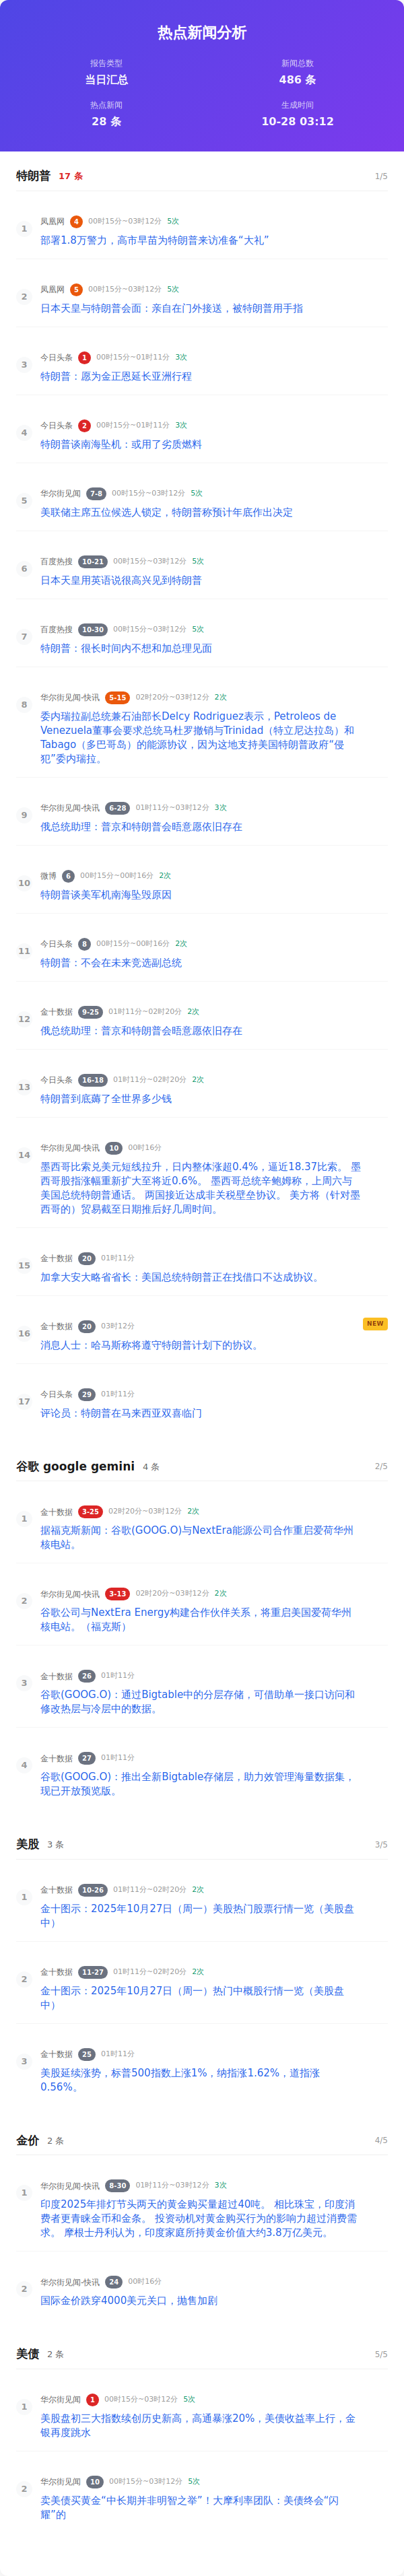 热点新闻分析
报告类型
新闻总数
当日汇总
486 条
热点新闻
生成时间
28 条
10-28 03:12
特朗普 17 条 1/5
1
凤凰网 4 00时15分~03时12分 5次
部署1.8万警力，高市早苗为特朗普来访准备“大礼”
2
凤凰网 5 00时15分~03时12分 5次
日本天皇与特朗普会面：亲自在门外接送，被特朗普用手指
3
今日头条 1 00时15分~01时11分 3次
特朗普：愿为金正恩延长亚洲行程
4
今日头条 2 00时15分~01时11分 3次
特朗普谈南海坠机：或用了劣质燃料
5
华尔街见闻 7-8 00时15分~03时12分 5次
美联储主席五位候选人锁定，特朗普称预计年底作出决定
6
百度热搜 10-21 00时15分~03时12分 5次
日本天皇用英语说很高兴见到特朗普
7
百度热搜 10-30 00时15分~03时12分 5次
特朗普：很长时间内不想和加总理见面
8
华尔街见闻-快讯 5-15 02时20分~03时12分 2次
委内瑞拉副总统兼石油部长Delcy Rodriguez表示，Petroleos de
Venezuela董事会要求总统马杜罗撤销与Trinidad（特立尼达拉岛）和
Tabago（多巴哥岛）的能源协议，因为这地支持美国特朗普政府“侵
犯”委内瑞拉。
9
华尔街见闻-快讯 6-28 01时11分~03时12分 3次
俄总统助理：普京和特朗普会晤意愿依旧存在
10
微博 6 00时15分~00时16分 2次
特朗普谈美军机南海坠毁原因
11
今日头条 8 00时15分~00时16分 2次
特朗普：不会在未来竞选副总统
12
金十数据 9-25 01时11分~02时20分 2次
俄总统助理：普京和特朗普会晤意愿依旧存在
13
今日头条 16-18 01时11分~02时20分 2次
特朗普到底薅了全世界多少钱
14
华尔街见闻-快讯 10 00时16分
墨西哥比索兑美元短线拉升，日内整体涨超0.4%，逼近18.37比索。 墨
西哥股指涨幅重新扩大至将近0.6%。 墨西哥总统辛鲍姆称，上周六与
美国总统特朗普通话。 两国接近达成非关税壁垒协议。 美方将（针对墨
西哥的）贸易截至日期推后好几周时间。
15
金十数据 20 01时11分
加拿大安大略省省长：美国总统特朗普正在找借口不达成协议。
16
金十数据 20 03时12分 NEW
消息人士：哈马斯称将遵守特朗普计划下的协议。
17
今日头条 29 01时11分
评论员：特朗普在马来西亚双喜临门
谷歌 google gemini 4 条 2/5
1
金十数据 3-25 02时20分~03时12分 2次
据福克斯新闻：谷歌(GOOG.O)与NextEra能源公司合作重启爱荷华州
核电站。
2
华尔街见闻-快讯 3-13 02时20分~03时12分 2次
谷歌公司与NextEra Energy构建合作伙伴关系，将重启美国爱荷华州
核电站。（福克斯）
3
金十数据 26 01时11分
谷歌(GOOG.O)：通过Bigtable中的分层存储，可借助单一接口访问和
修改热层与冷层中的数据。
4
金十数据 27 01时11分
谷歌(GOOG.O)：推出全新Bigtable存储层，助力效管理海量数据集，
现已开放预览版。
美股 3 条 3/5
1
金十数据 10-26 01时11分~02时20分 2次
金十图示：2025年10月27日（周一）美股热门股票行情一览（美股盘
中）
2
金十数据 11-27 01时11分~02时20分 2次
金十图示：2025年10月27日（周一）热门中概股行情一览（美股盘
中）
3
金十数据 25 01时11分
美股延续涨势，标普500指数上涨1%，纳指涨1.62%，道指涨
0.56%。
金价 2 条 4/5
1
华尔街见闻-快讯 8-30 01时11分~03时12分 3次
印度2025年排灯节头两天的黄金购买量超过40吨。 相比珠宝，印度消
费者更青睐金币和金条。 投资动机对黄金购买行为的影响力超过消费需
求。 摩根士丹利认为，印度家庭所持黄金价值大约3.8万亿美元。
2
华尔街见闻-快讯 24 00时16分
国际金价跌穿4000美元关口，抛售加剧
美债 2 条 5/5
1
华尔街见闻 1 00时15分~03时12分 5次
美股盘初三大指数续创历史新高，高通暴涨20%，美债收益率上行，金
银再度跳水
2
华尔街见闻 10 00时15分~03时12分 5次
卖美债买黄金“中长期并非明智之举”！大摩利率团队：美债终会“闪
耀”的